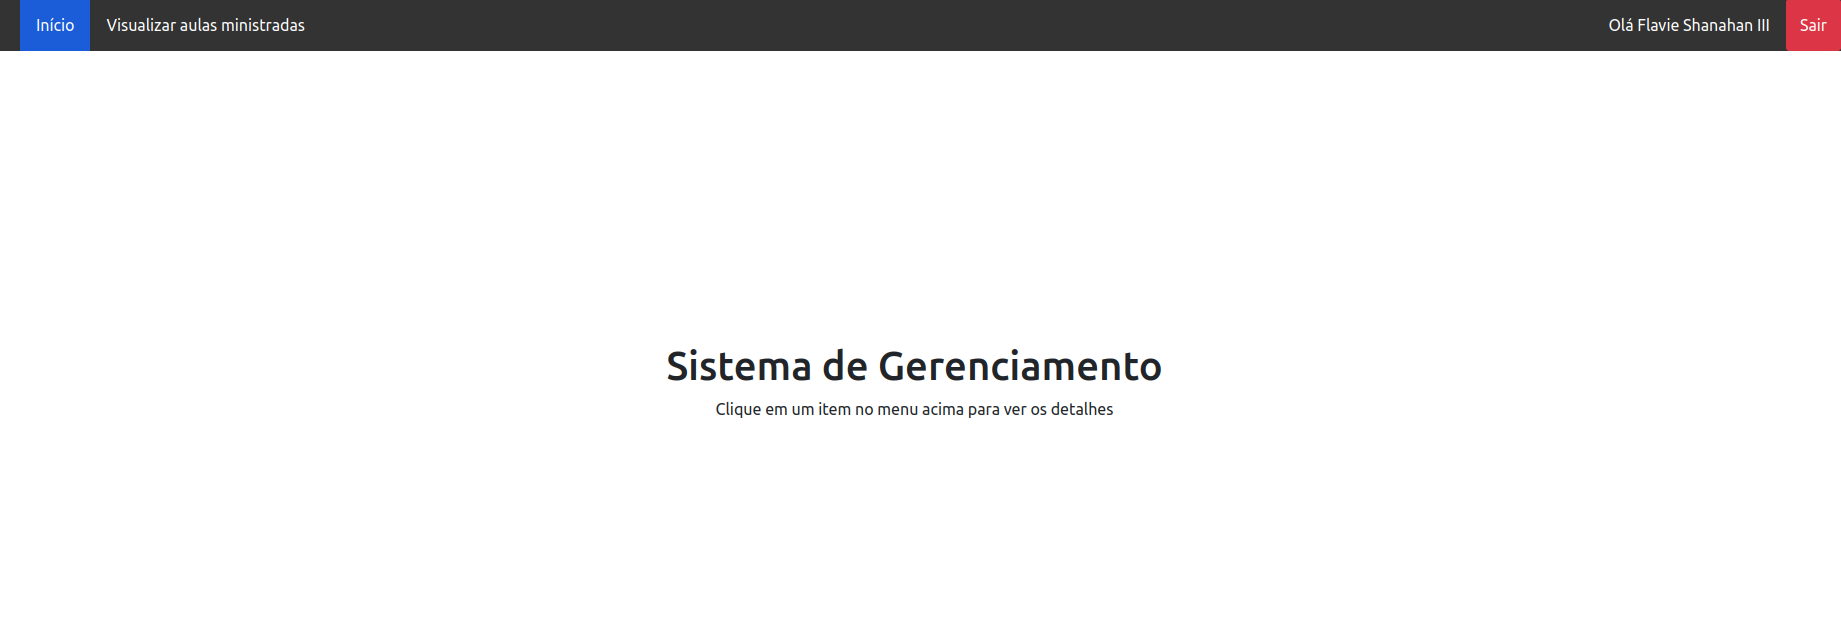 Início Visualizar aulas ministradas Olá Flavie Shanahan III Sair
Sistema de Gerenciamento
Clique em um item no menu acima para ver os detalhes